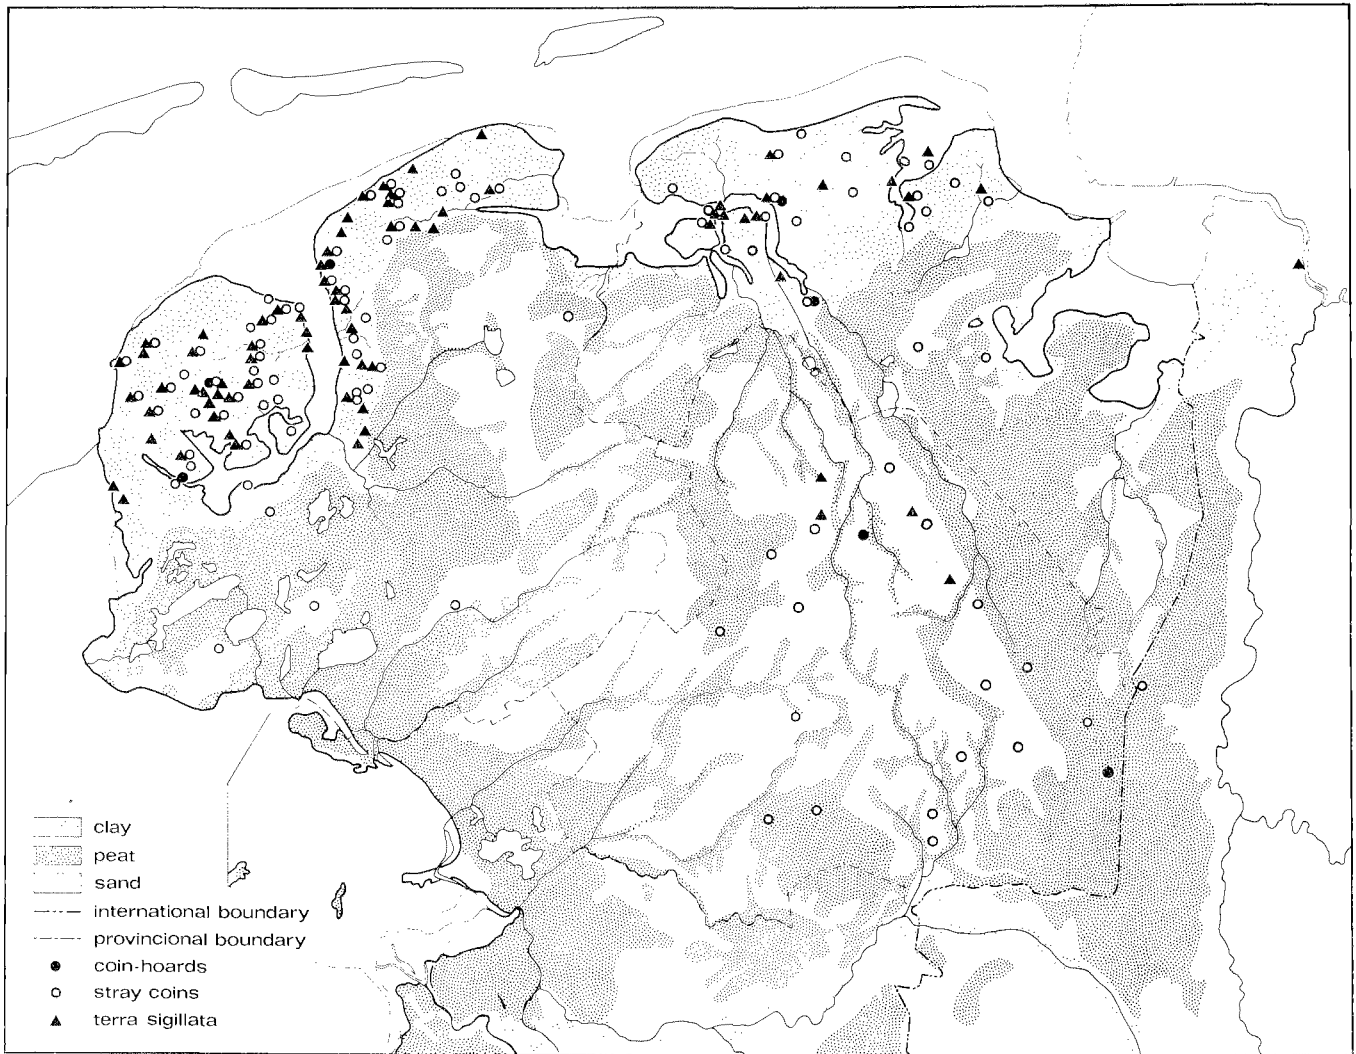 clay
peat
sand
international boundary
provincional boundary
coin-hoards
stray coins
terra sigillata